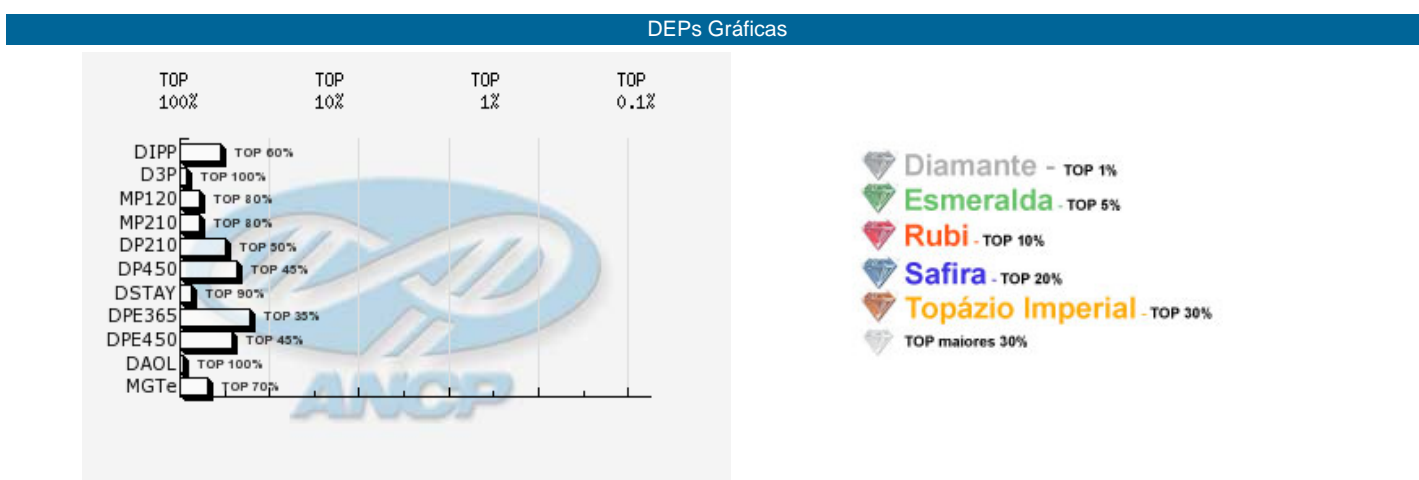 DEPs Gráficas
TOP 100% TOP 10% TOP 1% TOP 0.1%
DIPP TOP 60%
D3P TOP 100%
MP120 TOP 80%
MP210 TOP 80%
DP210 TOP 50%
DP450 TOP 45%
DSTAY TOP 90%
DPE365 TOP 35%
DPE450 TOP 45%
DAOL TOP 100%
MGTe TOP 70%
ANCP
Diamante - TOP 1%
Esmeralda - TOP 5%
Rubi - TOP 10%
Safira - TOP 20%
Topázio Imperial - TOP 30%
TOP maiores 30%